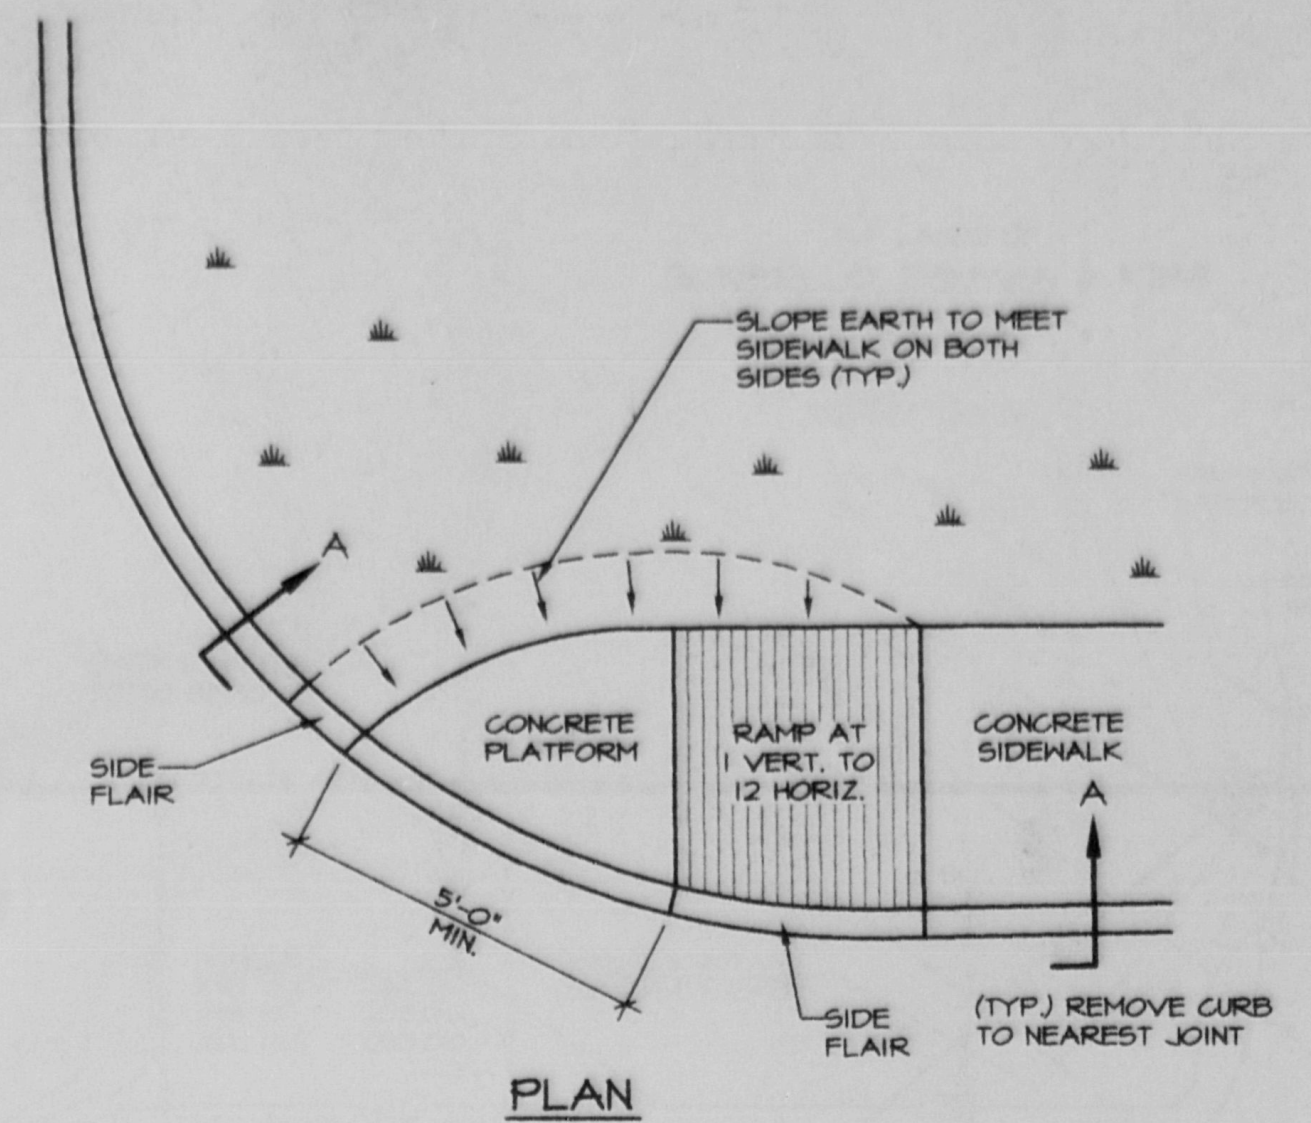 SLOPE EARTH TO MEET
SIDEWALK ON BOTH
SIDES (TYP.)
A
CONCRETE
PLATFORM
RAMP AT
1 VERT. TO
12 HORIZ.
CONCRETE
SIDEWALK
A
SIDE
FLAIR
5'-0"
MIN.
SIDE
FLAIR
(TYP.) REMOVE CURB
TO NEAREST JOINT
PLAN